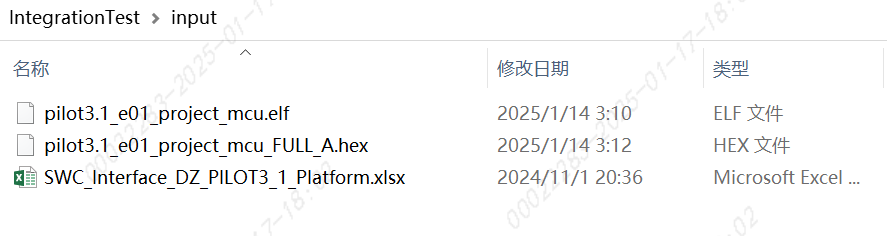 IntegrationTest > input
名称 修改日期 类型
pilot3.1_e01_project_mcu.elf 2025/1/14 3:10 ELF 文件
pilot3.1_e01_project_mcu_FULL_A.hex 2025/1/14 3:12 HEX 文件
SWC_Interface_DZ_PILOT3_1_Platform.xlsx 2024/11/1 20:36 Microsoft Excel ...